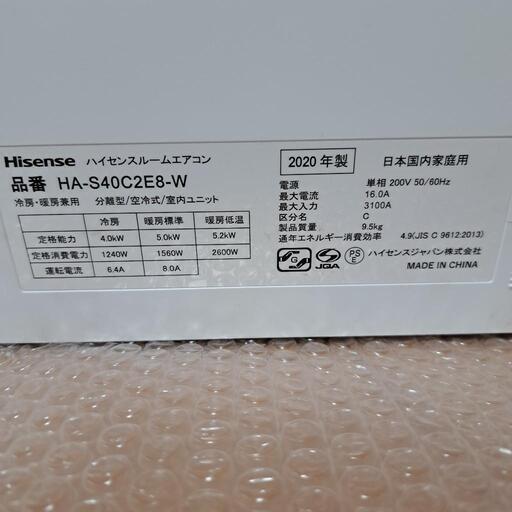 Hisense ハイセンスルームエアコン
品番 HA-S40C2E8-W
冷房・暖房兼用 分離型/空冷式/室内ユニット
冷房 暖房標準 暖房低温
定格能力 4.0kW 5.0kW 5.2kW
定格消費電力 1240W 1560W 2600W
運転電流 6.4A 8.0A
2020 年製 日本国内家庭用
電源 単相 200V 50/60Hz
最大電流 16.0A
最大入力 3100A
区分名 C
製品質量 9.5kg
通年エネルギー消費効率 4.9(JIS C 9612:2013)
G JQA PS E ハイセンスジャパン株式会社
MADE IN CHINA